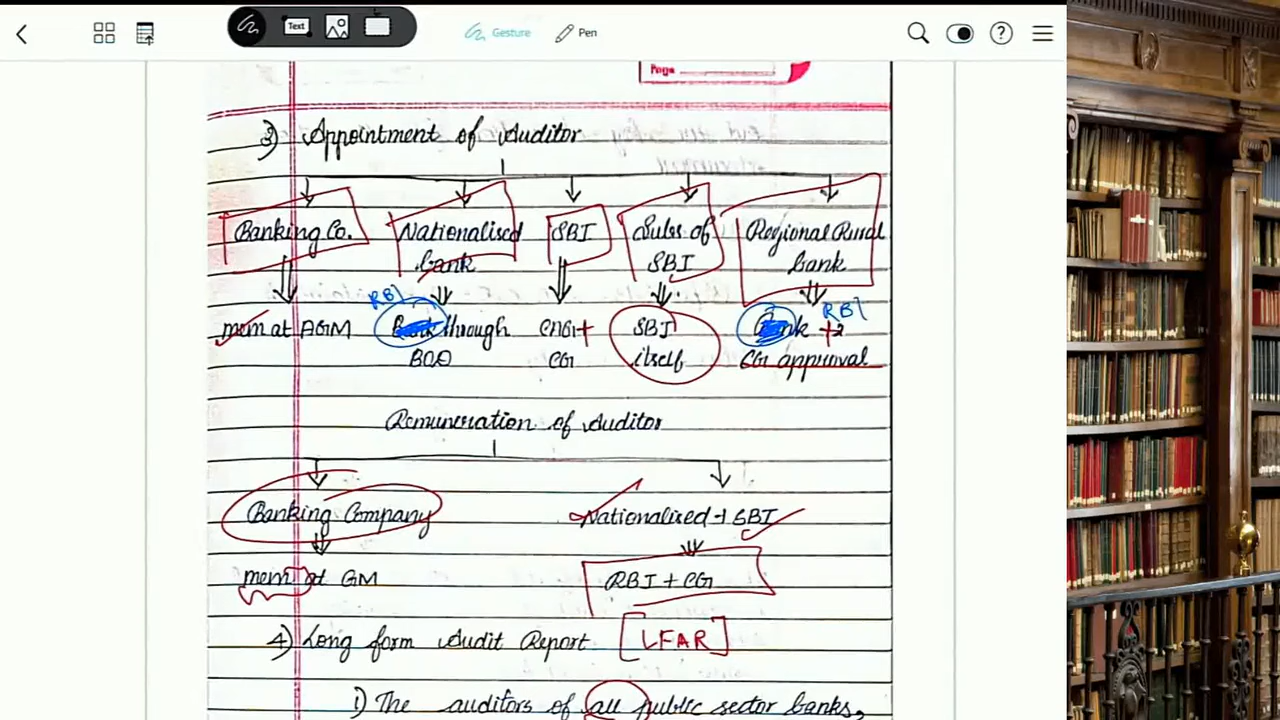 Text
Gesture
Pen
Page
3) Appointment of Auditor
Banking Co. Nationalised bank SBI Subs of SBI Regional Rural bank
mem at AGM RBI through BOD CAG+ CG SBI itself RBI + CG approval
Remuneration of Auditor
Banking Company Nationalised + SBI
mem at GM RBI + CG
4) Long form Audit Report [LFAR]
i) The auditors of all public sector banks,